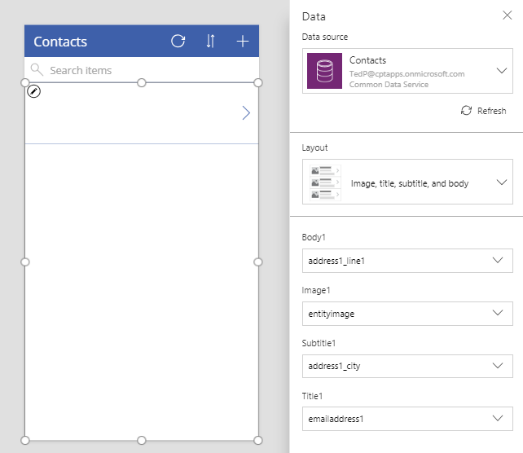 Contacts
Search items
Data
Data source
Contacts
TedP@cptapps.onmicrosoft.com
Common Data Service
Refresh
Layout
Image, title, subtitle, and body
Body1
address1_line1
Image1
entityimage
Subtitle1
address1_city
Title1
emailaddress1